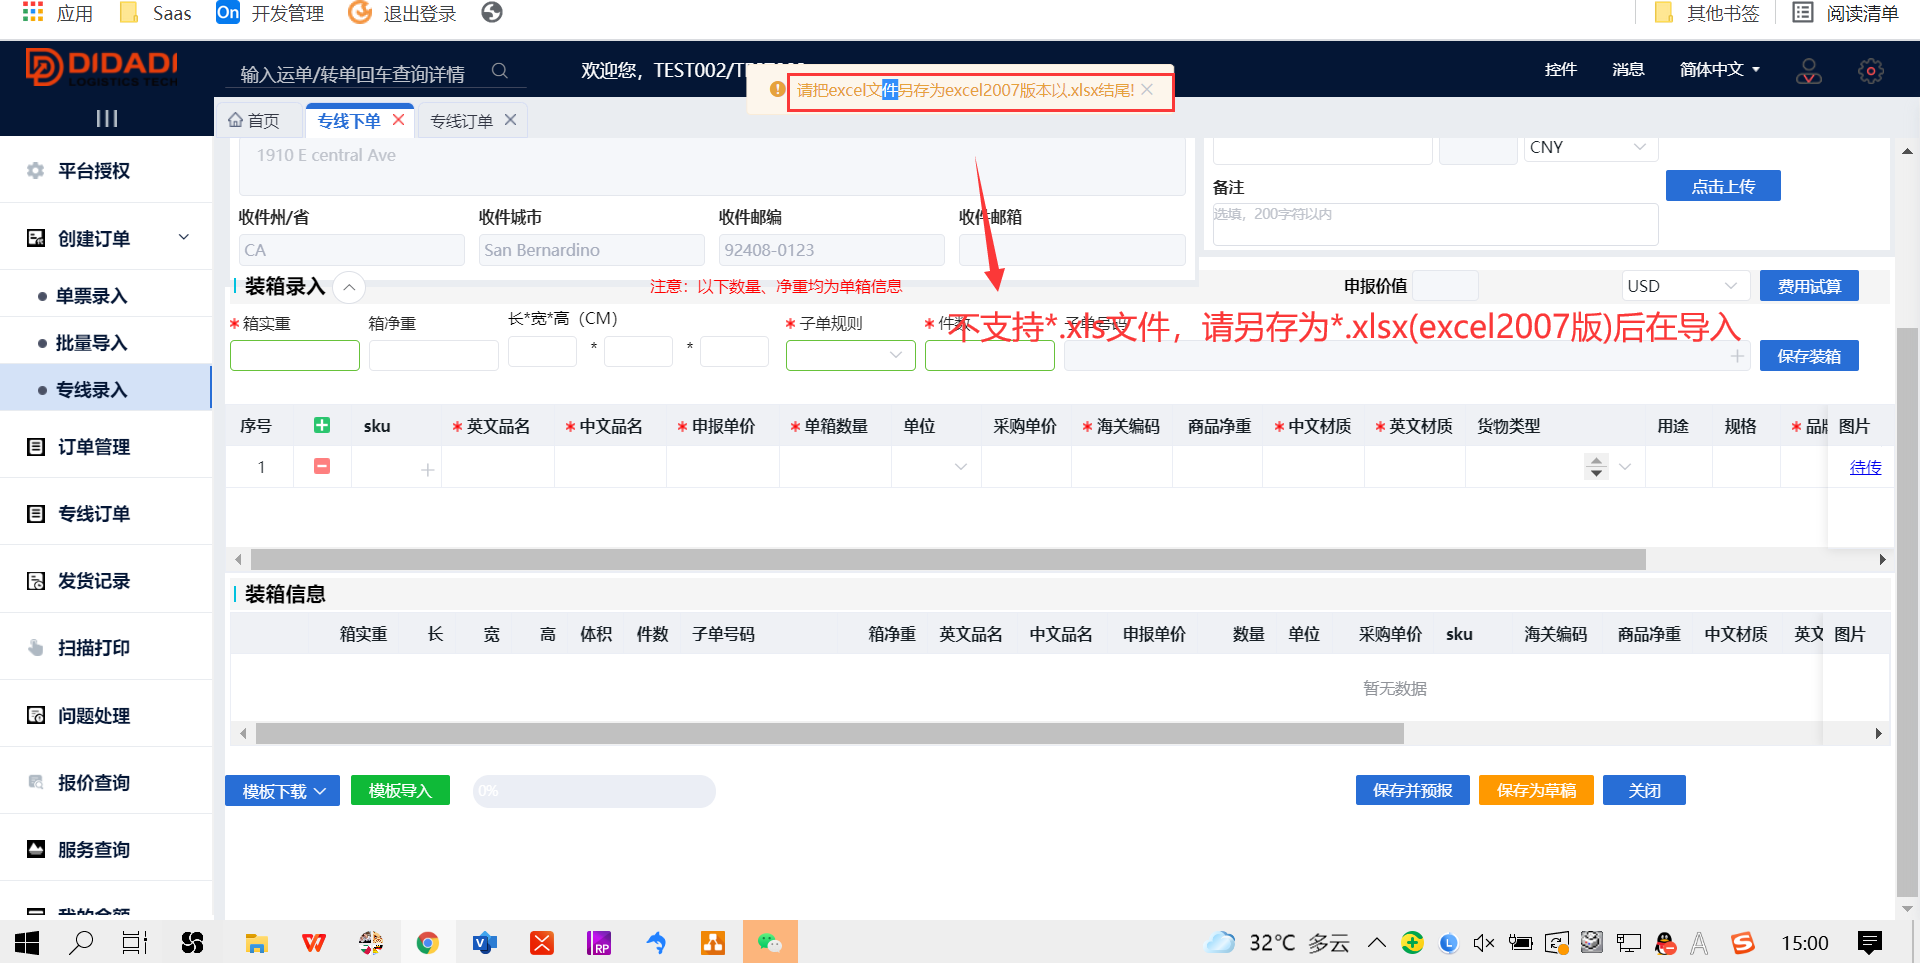 应用 Saas On 开发管理 退出登录 其他书签 阅读清单
DIDADI
LOGISTICS TECH
输入运单/转单回车查询详情
欢迎您，TEST002/
请把excel文件另存为excel2007版本以.xlsx结尾!
控件 消息 简体中文
首页 专线下单 专线订单
平台授权
创建订单
单票录入
批量导入
专线录入
订单管理
专线订单
发货记录
扫描打印
问题处理
报价查询
服务查询
1910 E central Ave
CNY
备注
选填，200字符以内
点击上传
收件州/省 收件城市 收件邮编 收件邮箱
CA San Bernardino 92408-0123
装箱录入 注意：以下数量、净重均为单箱信息 申报价值 USD 费用试算
*箱实重 箱净重 长*宽*高（CM） *子单规则 *件数 子单号码
不支持*.xls文件，请另存为*.xlsx(excel2007版)后在导入
* *
保存装箱
序号 sku *英文品名 *中文品名 *申报单价 *单箱数量 单位 采购单价 *海关编码 商品净重 *中文材质 *英文材质 货物类型 用途 规格 *品牌 图片
1 待传
装箱信息
箱实重 长 宽 高 体积 件数 子单号码 箱净重 英文品名 中文品名 申报单价 数量 单位 采购单价 sku 海关编码 商品净重 中文材质 英文 图片
暂无数据
模板下载 模板导入 0% 保存并预报 保存为草稿 关闭
32°C 多云 15:00